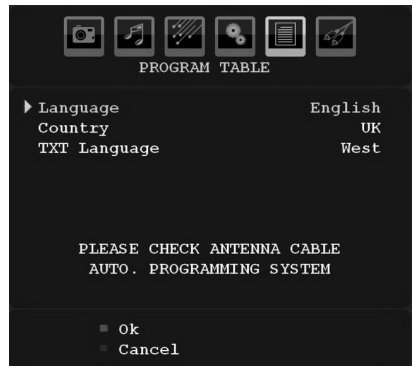 PROGRAM TABLE
Language English
Country UK
TXT Language West
PLEASE CHECK ANTENNA CABLE
AUTO. PROGRAMMING SYSTEM
Ok
Cancel